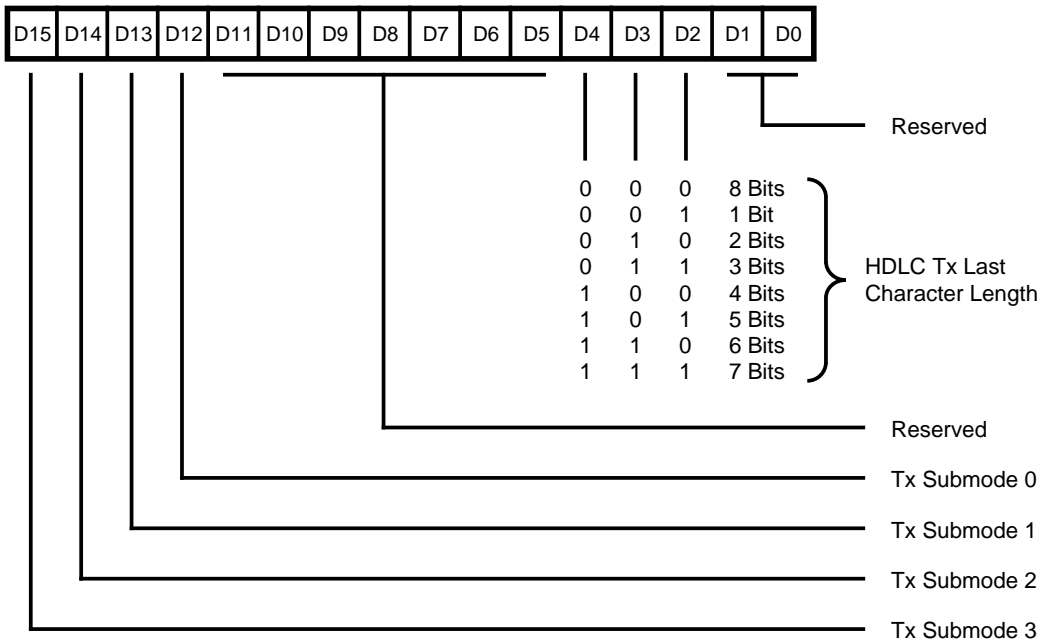 D15 D14 D13 D12 D11 D10 D9 D8 D7 D6 D5 D4 D3 D2 D1 D0
Reserved
0 0 0 8 Bits
0 0 1 1 Bit
0 1 0 2 Bits
0 1 1 3 Bits
1 0 0 4 Bits
1 0 1 5 Bits
1 1 0 6 Bits
1 1 1 7 Bits
HDLC Tx Last
Character Length
Reserved
Tx Submode 0
Tx Submode 1
Tx Submode 2
Tx Submode 3